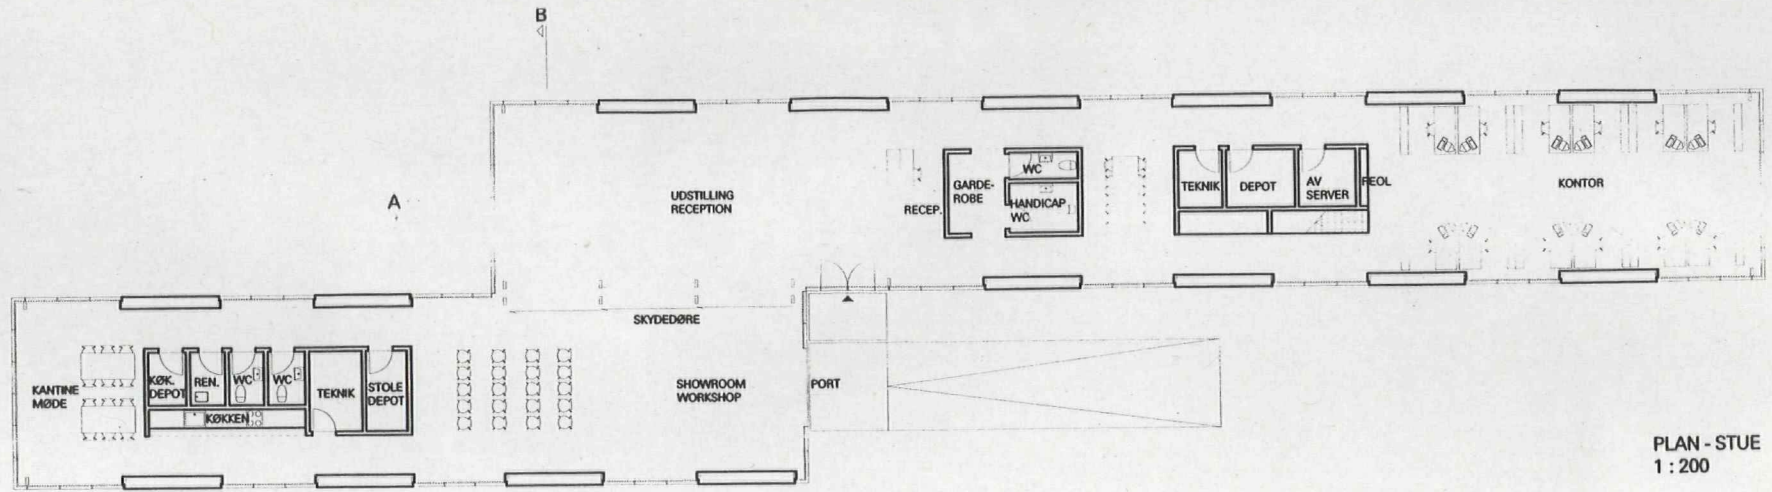 B
A
UDSTILLING
RECEPTION
RECEP.
GARDE-
ROBE
WC
HANDICAP
WC
TEKNIK
DEPOT
AV
SERVER
REOL
KONTOR
SKYDEDØRE
KANTINE
MØDE
KØK.
DEPOT
REN.
WC
WC
TEKNIK
STOLE
DEPOT
KØKKEN
SHOWROOM
WORKSHOP
PORT
PLAN - STUE
1 : 200